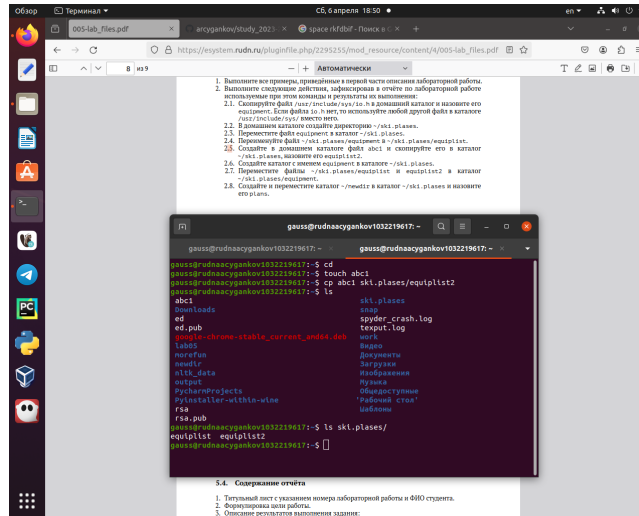 Обзор
Терминал
Сб, 6 апреля 18:50
en
005-lab_files.pdf
arcygankov/study_2023-
space rkfdbif - Поиск в G
https://esystem.rudn.ru/pluginfile.php/2295255/mod_resource/content/4/005-lab_files.pdf
8 из 9
— + Автоматически
1. Выполните все примеры, приведённые в первой части описания лабораторной работы.
2. Выполните следующие действия, зафиксировав в отчёте по лабораторной работе
используемые при этом команды и результаты их выполнения:
2.1. Скопируйте файл /usr/include/sys/io.h в домашний каталог и назовите его
equipment. Если файла io.h нет, то используйте любой другой файл в каталоге
/usr/include/sys/ вместо него.
2.2. В домашнем каталоге создайте директорию ~/ski.plases.
2.3. Переместите файл equipment в каталог ~/ski.plases.
2.4. Переименуйте файл ~/ski.plases/equipment в ~/ski.plases/equiplist.
2.5. Создайте в домашнем каталоге файл abc1 и скопируйте его в каталог
~/ski.plases, назовите его equiplist2.
2.6. Создайте каталог с именем equipment в каталоге ~/ski.plases.
2.7. Переместите файлы ~/ski.plases/equiplist и equiplist2 в каталог
~/ski.plases/equipment.
2.8. Создайте и переместите каталог ~/newdir в каталог ~/ski.plases и назовите
его plans.
gauss@rudnaacygankov1032219617: ~
gauss@rudnaacygankov1032219617: ~
gauss@rudnaacygankov1032219617: ~
gauss@rudnaacygankov1032219617:~$ cd
gauss@rudnaacygankov1032219617:~$ touch abc1
gauss@rudnaacygankov1032219617:~$ cp abc1 ski.plases/equiplist2
gauss@rudnaacygankov1032219617:~$ ls
abc1 ski.plases
Downloads snap
ed spyder_crash.log
ed.pub texput.log
google-chrome-stable_current_amd64.deb work
lab05 Видео
morefun Документы
newdir Загрузки
nltk_data Изображения
output Музыка
PycharmProjects Общедоступные
Pyinstaller-within-wine 'Рабочий стол'
rsa Шаблоны
rsa.pub
gauss@rudnaacygankov1032219617:~$ ls ski.plases/
equiplist equiplist2
gauss@rudnaacygankov1032219617:~$
5.4. Содержание отчёта
1. Титульный лист с указанием номера лабораторной работы и ФИО студента.
2. Формулировка цели работы.
3. Описание результатов выполнения задания: